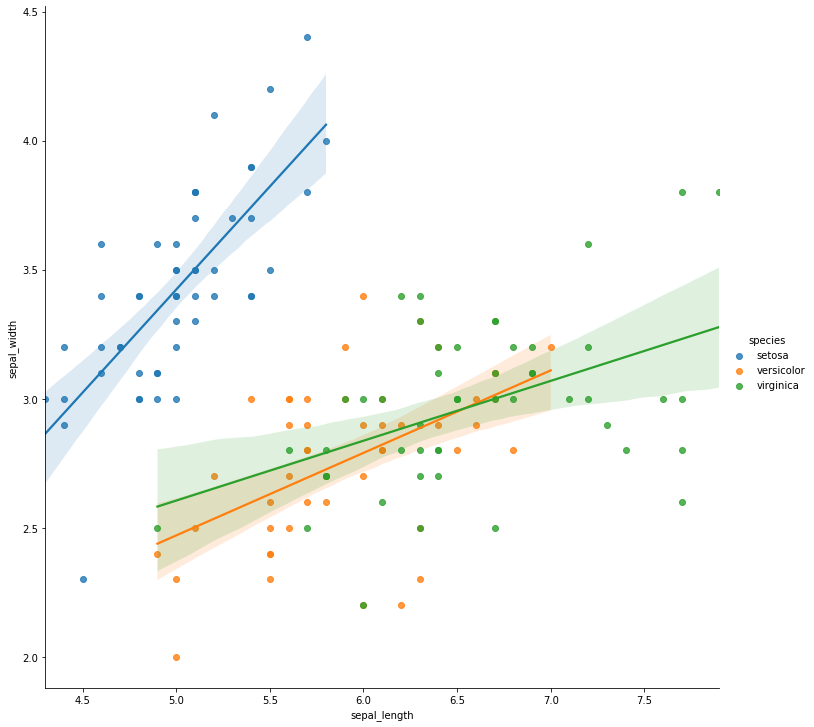 4.5
4.0
3.5
3.0
2.5
2.0
sepal_width
4.5 5.0 5.5 6.0 6.5 7.0 7.5
sepal_length
species
setosa
versicolor
virginica